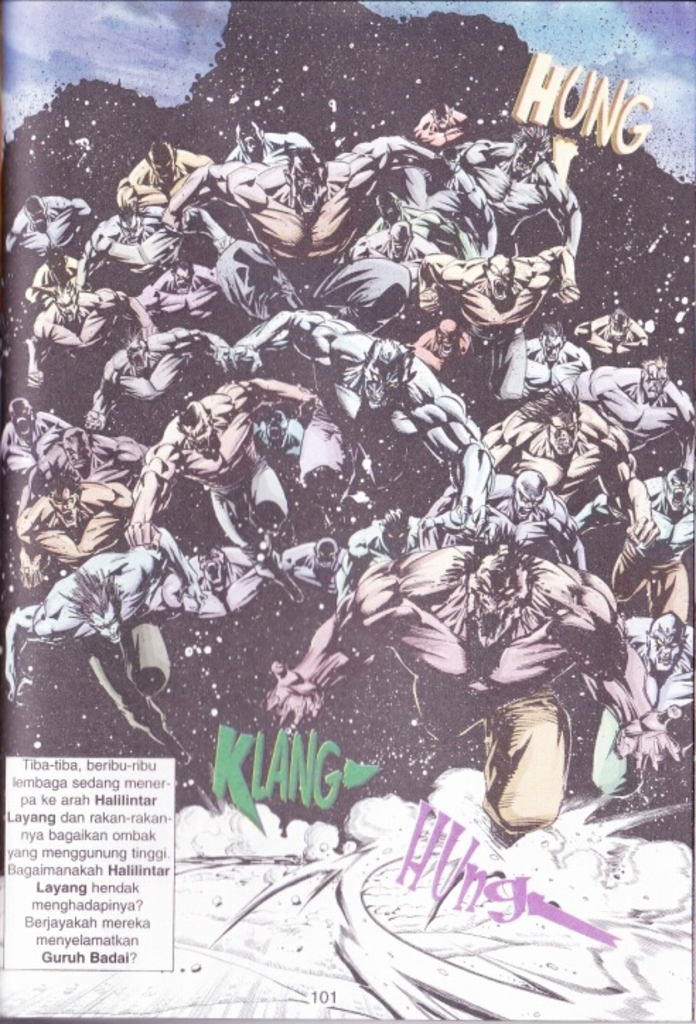 HUNG
KLANG
HUNG
Tiba-tiba, beribu-ribu
lembaga sedang mener-
pa ke arah Halilintar
Layang dan rakan-rakan-
nya bagaikan ombak
yang menggunung tinggi.
Bagaimanakah Halilintar
Layang hendak
menghadapinya?
Berjayakah mereka
menyelamatkan
Guruh Badai?
101